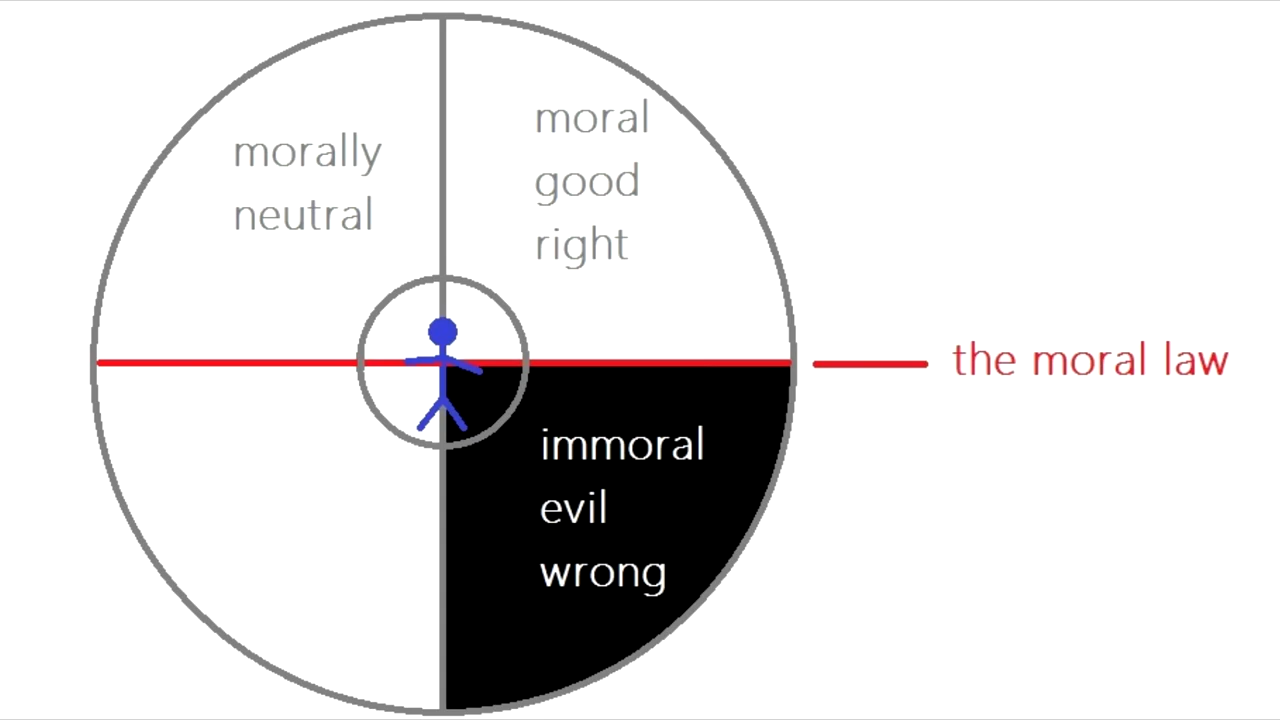 morally
neutral
moral
good
right
the moral law
immoral
evil
wrong